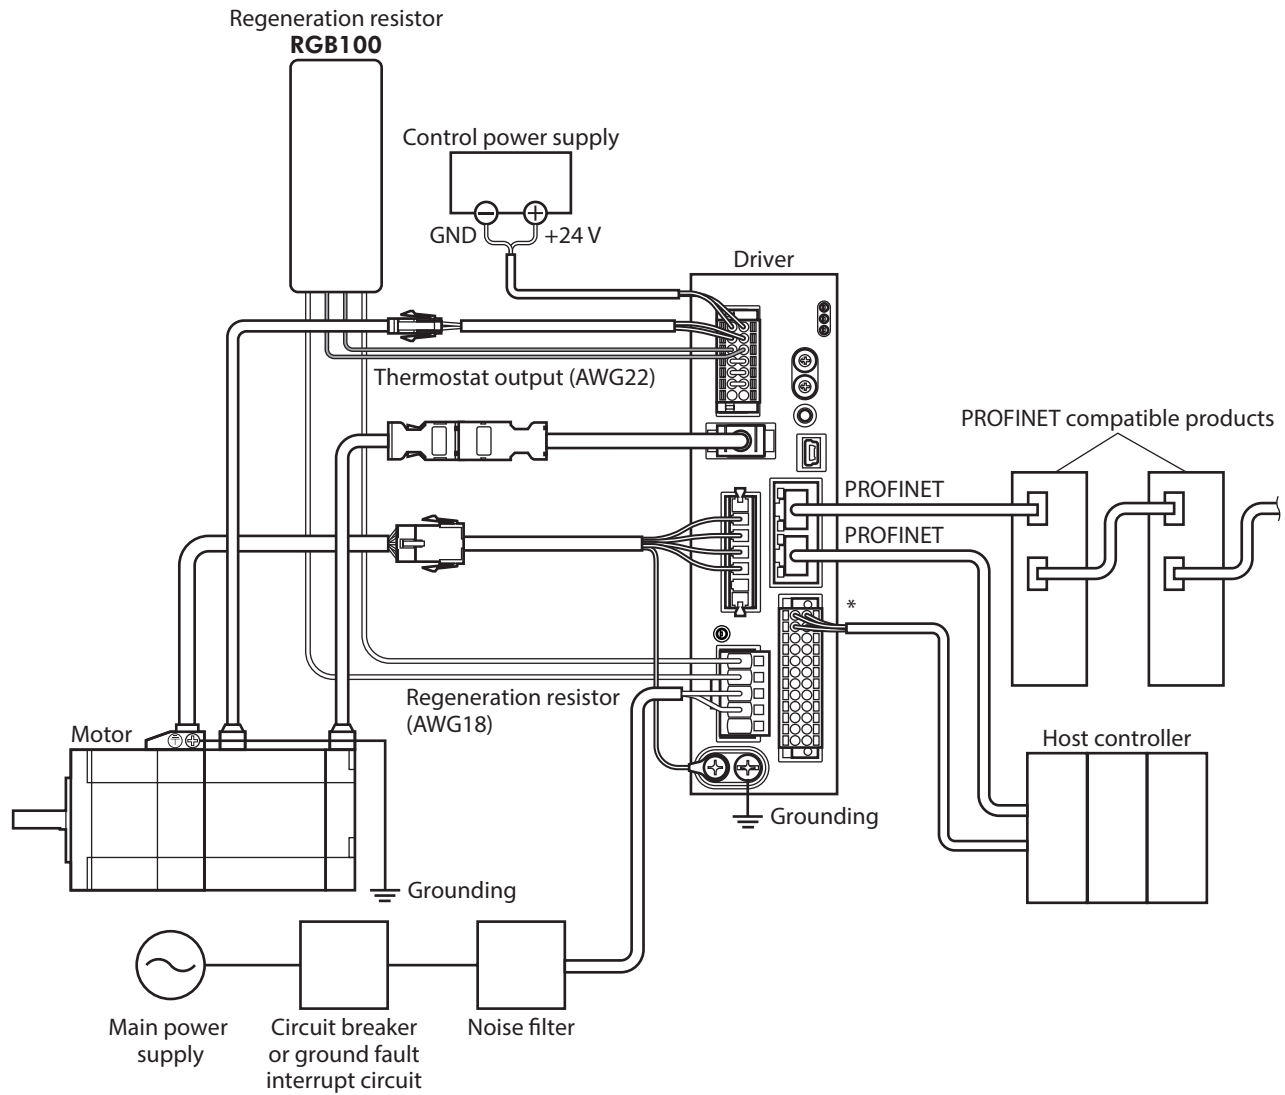 Regeneration resistor
RGB100
Control power supply
GND
+24 V
Driver
Thermostat output (AWG22)
PROFINET compatible products
PROFINET
PROFINET
*
Regeneration resistor
(AWG18)
Motor
Host controller
Grounding
Grounding
Main power
supply
Circuit breaker
or ground fault
interrupt circuit
Noise filter